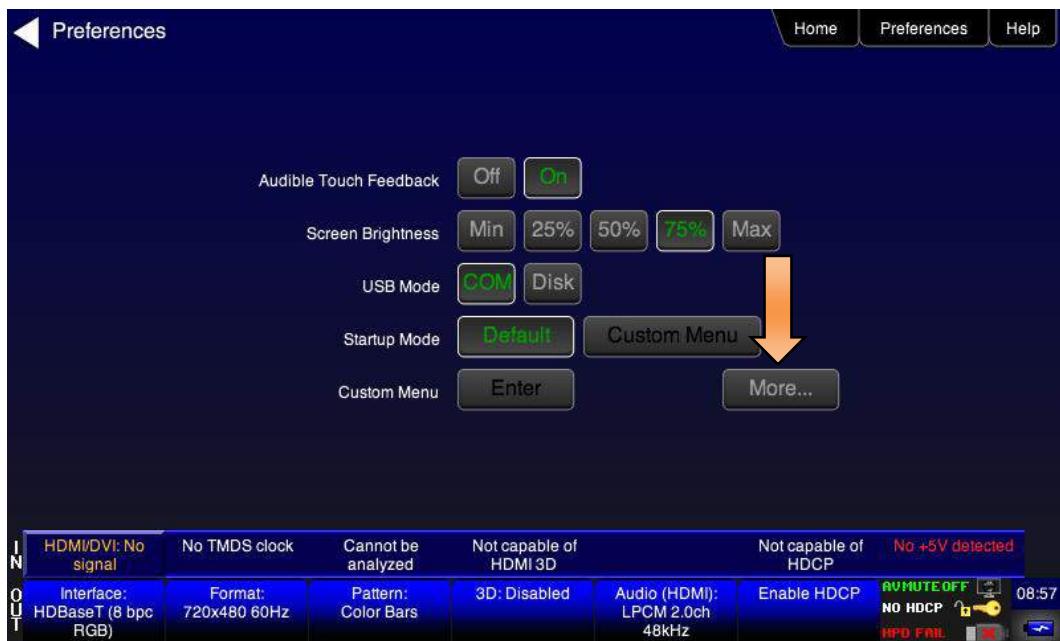 Preferences
Home Preferences Help
Audible Touch Feedback Off On
Screen Brightness Min 25% 50% 75% Max
USB Mode COM Disk
Startup Mode Default Custom Menu
Custom Menu Enter More...
IN
HDMI/DVI: No signal
No TMDS clock
Cannot be analyzed
Not capable of HDMI 3D
Not capable of HDCP
No +5V detected
OUT
Interface: HDBaseT (8 bpc RGB)
Format: 720x480 60Hz
Pattern: Color Bars
3D: Disabled
Audio (HDMI): LPCM 2.0ch 48kHz
Enable HDCP
AVMUTEOFF
NO HDCP
HPD FAIL
08:57